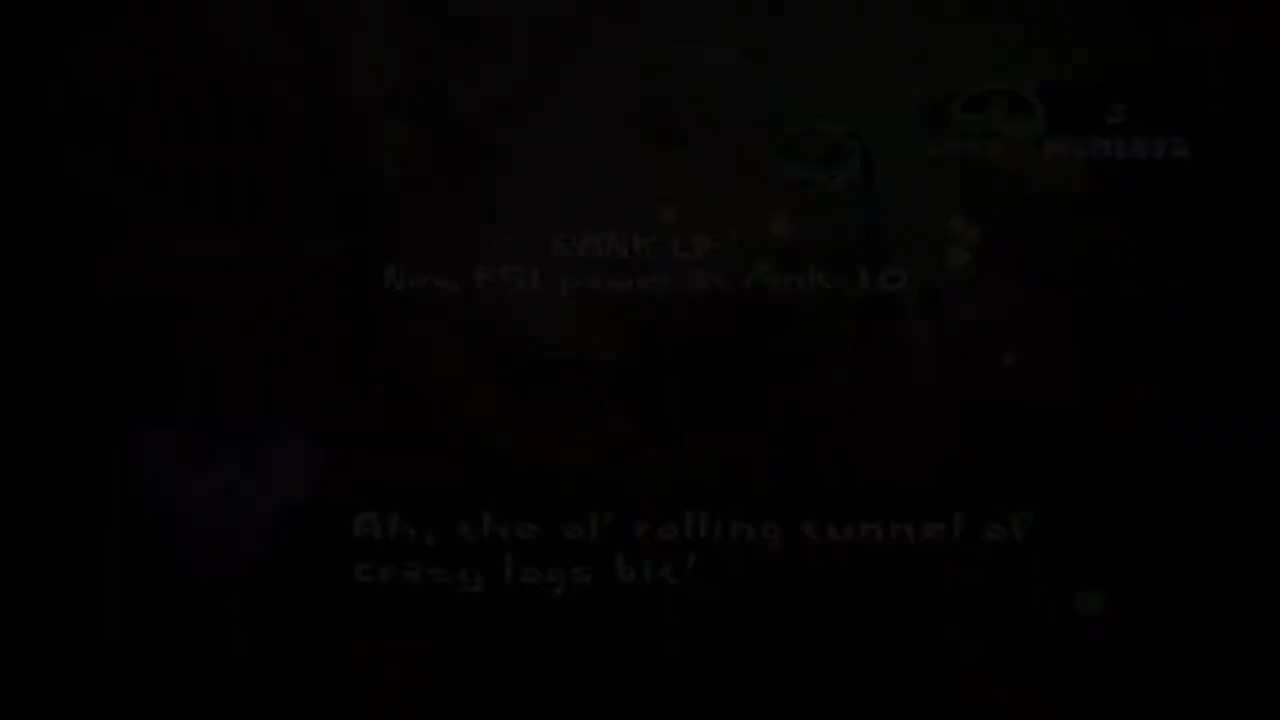 RANK UP!
New PSI power at Rank 10
Ah, the ol' rolling tunnel of
crazy logs bit!